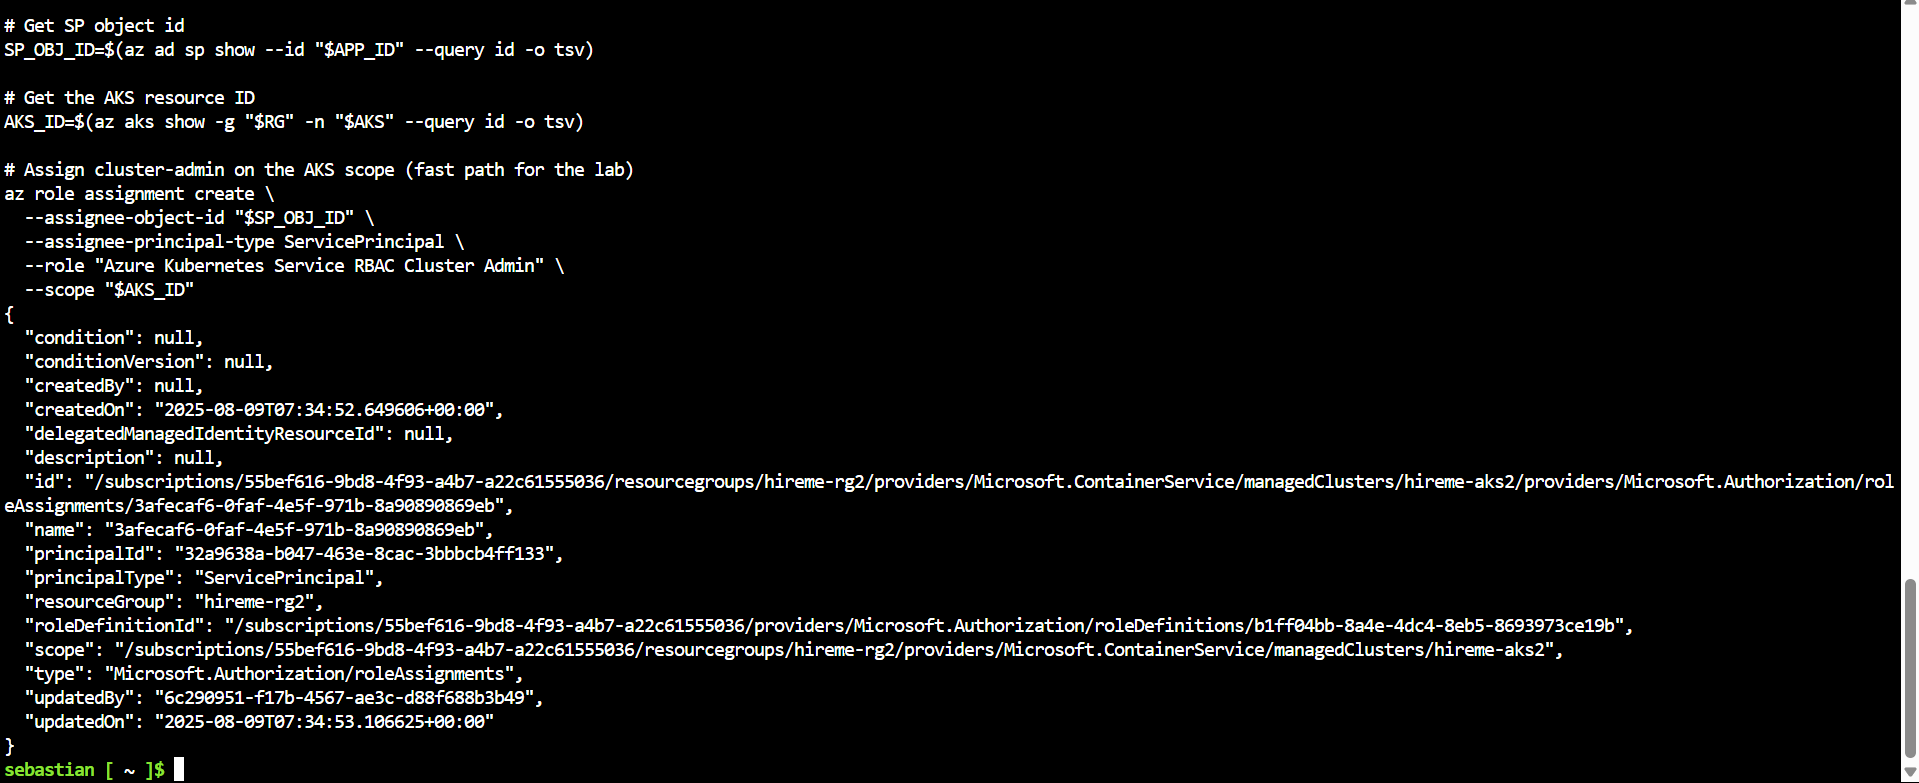 # Get SP object id
SP_OBJ_ID=$(az ad sp show --id "$APP_ID" --query id -o tsv)
# Get the AKS resource ID
AKS_ID=$(az aks show -g "$RG" -n "$AKS" --query id -o tsv)
# Assign cluster-admin on the AKS scope (fast path for the lab)
az role assignment create \
  --assignee-object-id "$SP_OBJ_ID" \
  --assignee-principal-type ServicePrincipal \
  --role "Azure Kubernetes Service RBAC Cluster Admin" \
  --scope "$AKS_ID"
{
  "condition": null,
  "conditionVersion": null,
  "createdBy": null,
  "createdOn": "2025-08-09T07:34:52.649606+00:00",
  "delegatedManagedIdentityResourceId": null,
  "description": null,
  "id": "/subscriptions/55bef616-9bd8-4f93-a4b7-a22c61555036/resourcegroups/hireme-rg2/providers/Microsoft.ContainerService/managedClusters/hireme-aks2/providers/Microsoft.Authorization/rol
eAssignments/3afecaf6-0faf-4e5f-971b-8a90890869eb",
  "name": "3afecaf6-0faf-4e5f-971b-8a90890869eb",
  "principalId": "32a9638a-b047-463e-8cac-3bbbcb4ff133",
  "principalType": "ServicePrincipal",
  "resourceGroup": "hireme-rg2",
  "roleDefinitionId": "/subscriptions/55bef616-9bd8-4f93-a4b7-a22c61555036/providers/Microsoft.Authorization/roleDefinitions/b1ff04bb-8a4e-4dc4-8eb5-8693973ce19b",
  "scope": "/subscriptions/55bef616-9bd8-4f93-a4b7-a22c61555036/resourcegroups/hireme-rg2/providers/Microsoft.ContainerService/managedClusters/hireme-aks2",
  "type": "Microsoft.Authorization/roleAssignments",
  "updatedBy": "6c290951-f17b-4567-ae3c-d88f688b3b49",
  "updatedOn": "2025-08-09T07:34:53.106625+00:00"
}
sebastian [ ~ ]$